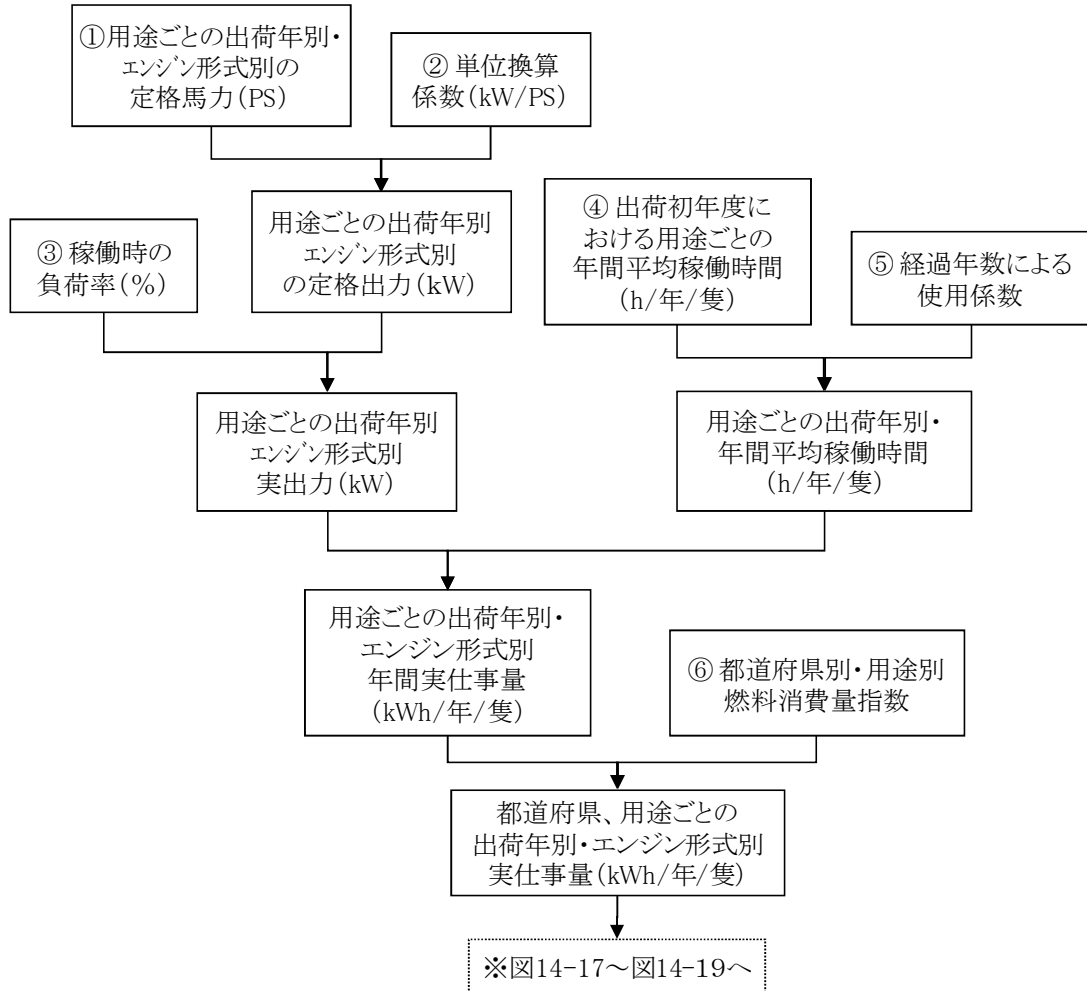 ①用途ごとの出荷年別・
エンジン形式別の
定格馬力(PS)
② 単位換算
係数(kW/PS)
③ 稼働時の
負荷率(%)
用途ごとの出荷年別
エンジン形式別
の定格出力(kW)
④ 出荷初年度に
おける用途ごとの
年間平均稼働時間
(h/年/隻)
⑤ 経過年数による
使用係数
用途ごとの出荷年別
エンジン形式別
実出力(kW)
用途ごとの出荷年別・
年間平均稼働時間
(h/年/隻)
用途ごとの出荷年別・
エンジン形式別
年間実仕事量
(kWh/年/隻)
⑥ 都道府県別・用途別
燃料消費量指数
都道府県、用途ごとの
出荷年別・エンジン形式別
実仕事量(kWh/年/隻)
※図14-17～図14-19へ